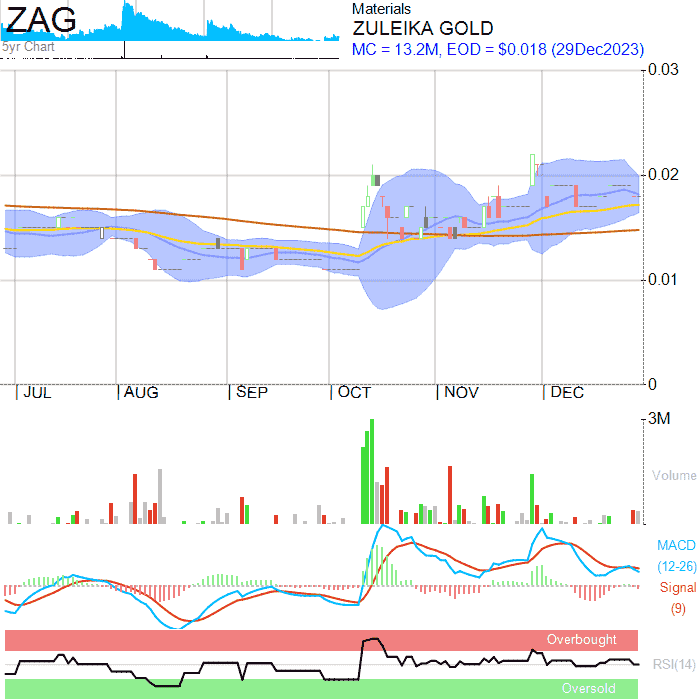 ZAG
5yr Chart
Materials
ZULEIKA GOLD
MC = 13.2M, EOD = $0.018 (29Dec2023)
0.03
0.02
0.01
0
JUL AUG SEP OCT NOV DEC
3M
Volume
MACD
(12-26)
Signal
(9)
Overbought
RSI(14)
Oversold